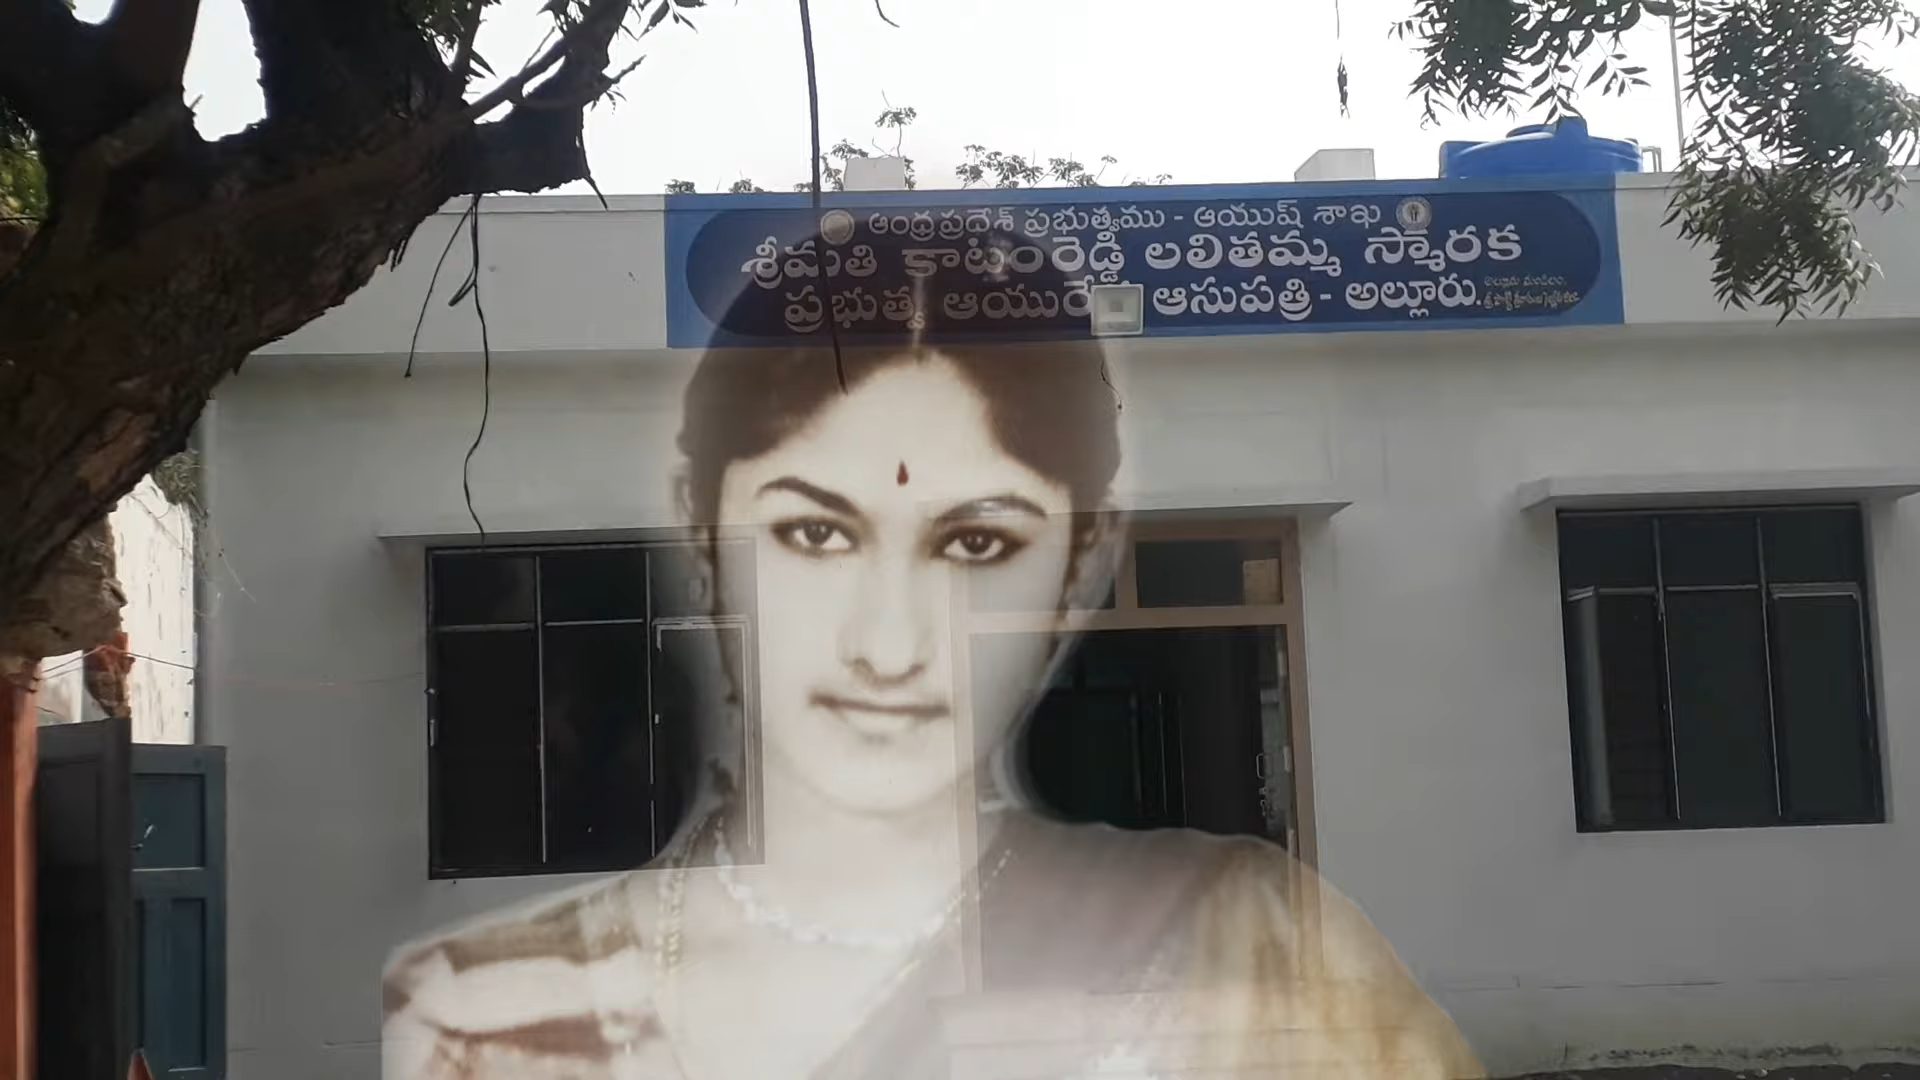 ఆంధ్రప్రదేశ్ ప్రభుత్వము - ఆయుష్ శాఖ
శ్రీమతి కాటంరెడ్డి లలితమ్మ స్మారక
ప్రభుత్వ ఆయుర్వేద ఆసుపత్రి - అల్లూరు.